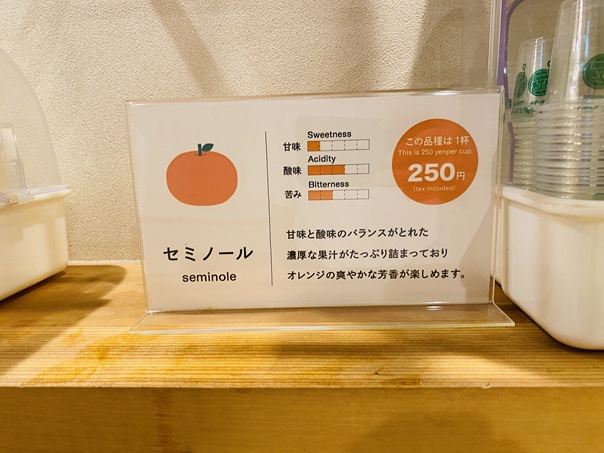 セミノール
seminole
Sweetness
甘味
Acidity
酸味
Bitterness
苦み
この品種は1杯
This is 250 yenper cup.
250円
(tax included)
甘味と酸味のバランスがとれた
濃厚な果汁がたっぷり詰まっており
オレンジの爽やかな芳香が楽しめます。